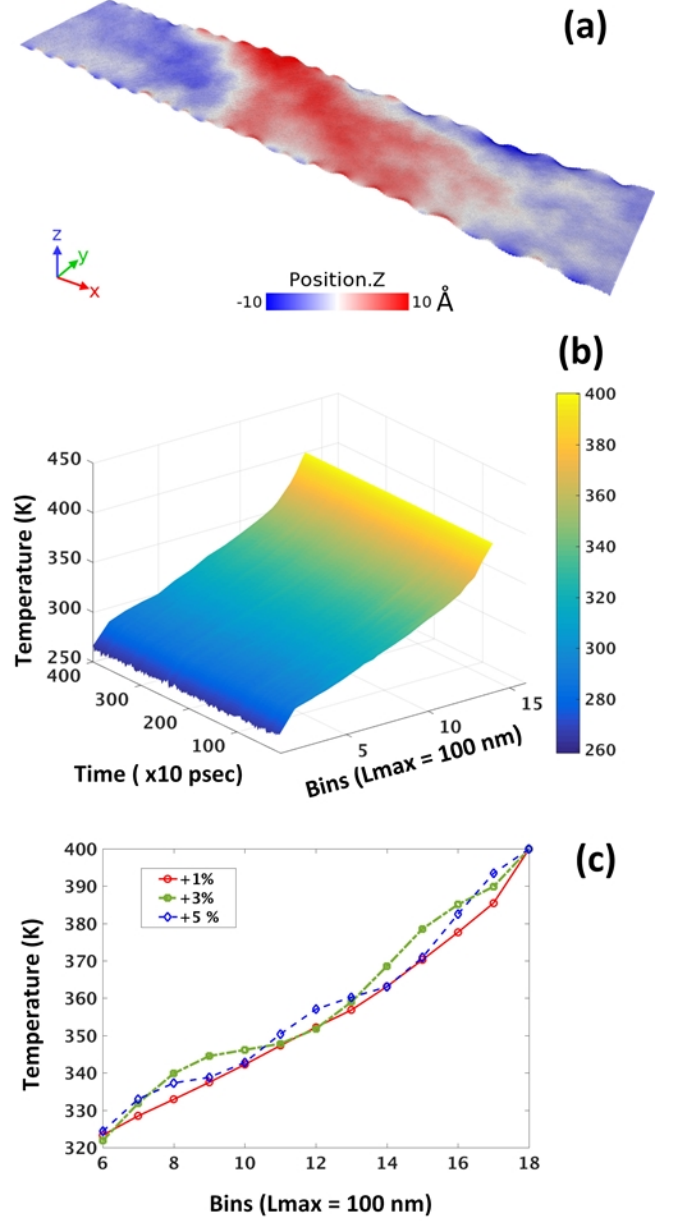 (a)
z
y
x
Position.Z
-10 10 Å
(b)
400
380
360
340
320
300
280
260
450
400
350
300
250
Temperature (K)
400
300
200
100
Time ( x10 psec)
5
10
15
Bins (Lmax = 100 nm)
(c)
+1%
+3%
+5 %
400
390
380
370
360
350
340
330
320
Temperature (K)
6 8 10 12 14 16 18
Bins (Lmax = 100 nm)